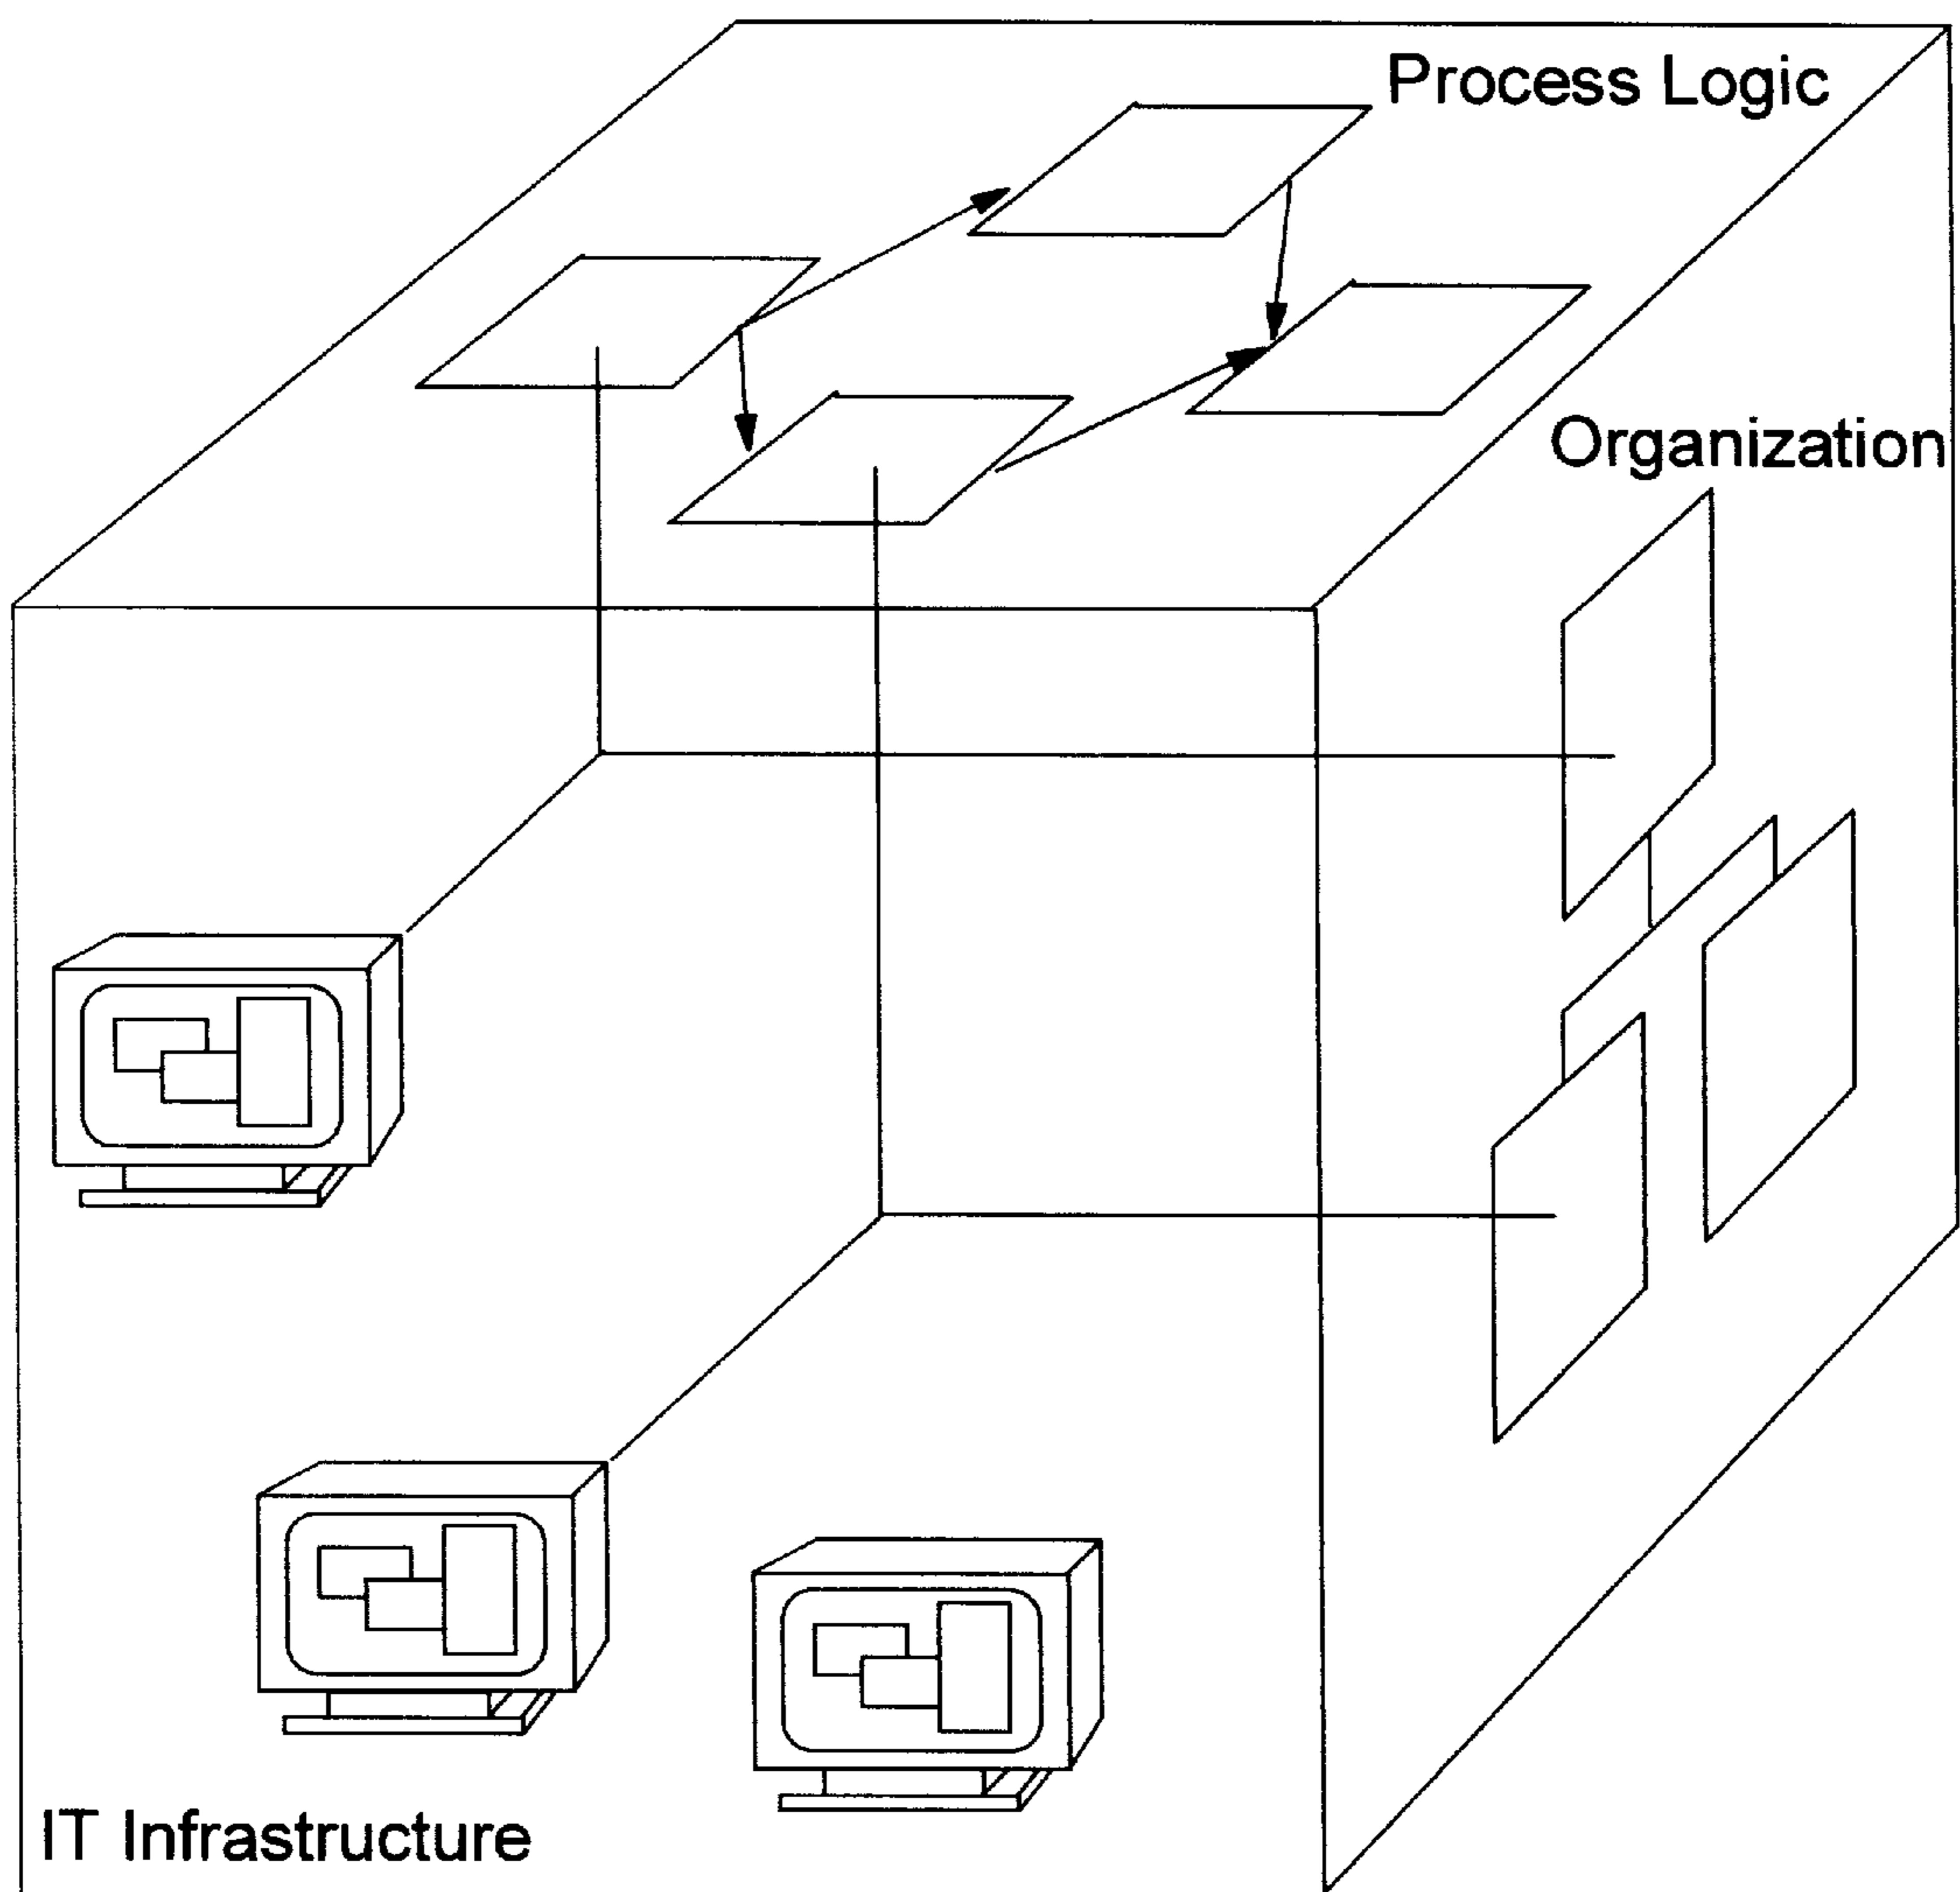 Process Logic
Organization
IT Infrastructure